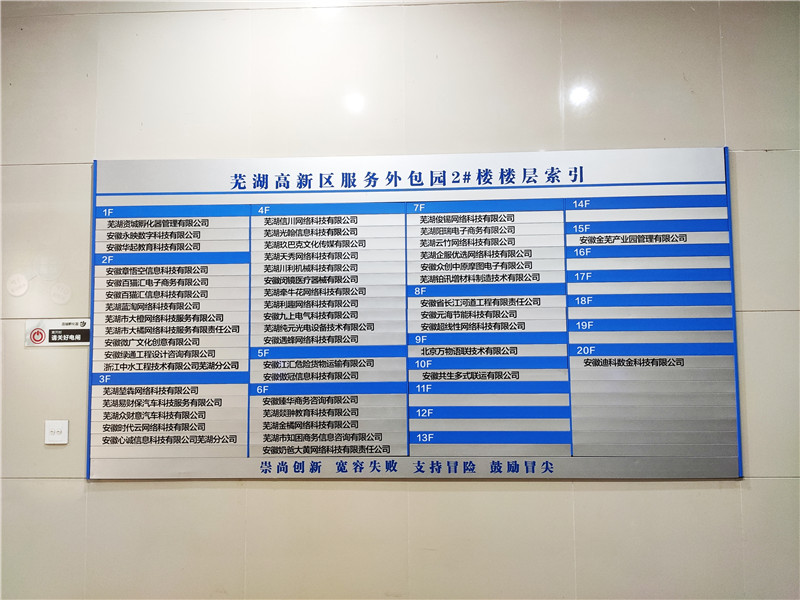 芜湖高新区服务外包园2#楼楼层索引
1F
芜湖资城孵化器管理有限公司
安徽永映数字科技有限公司
安徽华起教育科技有限公司
2F
安徽章悟空信息科技有限公司
安徽百猫汇电子商务有限公司
安徽百猫汇信息科技有限公司
芜湖蓝淘网络科技有限公司
芜湖市大橙网络科技服务有限公司
芜湖市大橘网络科技服务有限责任公司
安徽微广文化创意有限公司
安徽绿通工程设计咨询有限公司
浙江中水工程技术有限公司芜湖分公司
3F
芜湖堃犇网络科技有限公司
芜湖易财保汽车科技服务有限公司
芜湖众财意汽车科技有限公司
安徽时代云网络科技有限公司
安徽心诚信息科技有限公司芜湖分公司
4F
芜湖信川网络科技有限公司
芜湖光翰信息科技有限公司
芜湖玖巴克文化传媒有限公司
芜湖天秀网络科技有限公司
芜湖川利机械科技有限公司
安徽润镜医疗器械有限公司
芜湖牵牛花网络科技有限公司
芜湖利趣网络科技有限公司
安徽九上电气科技有限公司
芜湖纯元光电设备技术有限公司
安徽遇蜂网络科技有限公司
5F
安徽江汇危险货物运输有限公司
安徽傲冠信息科技有限公司
6F
安徽臻华商务咨询有限公司
芜湖燚翀教育科技有限公司
芜湖金橘网络科技有限公司
芜湖市知困商务信息咨询有限公司
安徽奶爸大黄网络科技有限责任公司
7F
芜湖俊锡网络科技有限公司
芜湖阳瑞电子商务有限公司
芜湖云竹网络科技有限公司
芜湖企服优选网络科技有限公司
安徽众创中原摩图电子有限公司
芜湖铂讯增材料制造技术有限公司
8F
安徽省长江河道工程有限责任公司
安徽元海节能科技有限公司
安徽超线性网络科技有限公司
9F
北京万物语联技术有限公司
10F
安徽共生多式联运有限公司
11F
12F
13F
14F
15F
安徽金芜产业园管理有限公司
16F
17F
18F
19F
20F
安徽迪科数金科技有限公司
崇尚创新 宽容失败 支持冒险 鼓励冒尖
请关好电闸